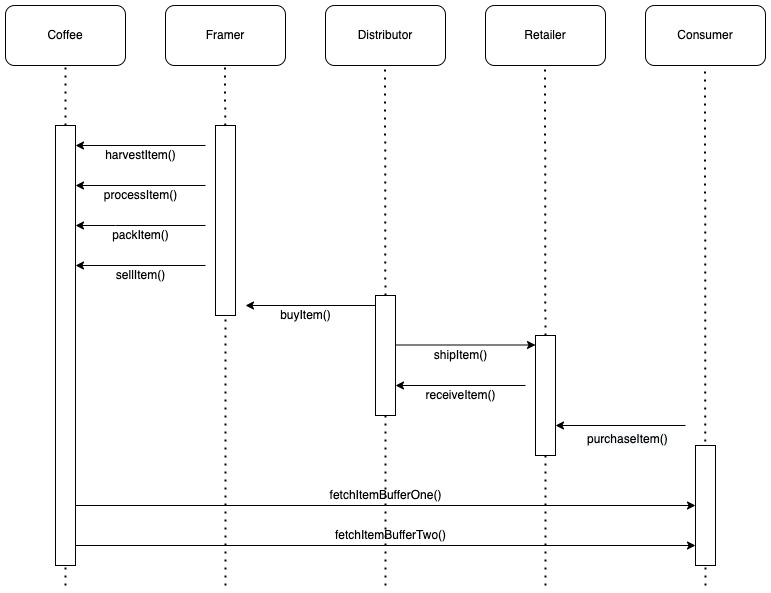 Coffee
Framer
Distributor
Retailer
Consumer
harvestItem()
processItem()
packItem()
sellItem()
buyItem()
shipItem()
receiveItem()
purchaseItem()
fetchItemBufferOne()
fetchItemBufferTwo()